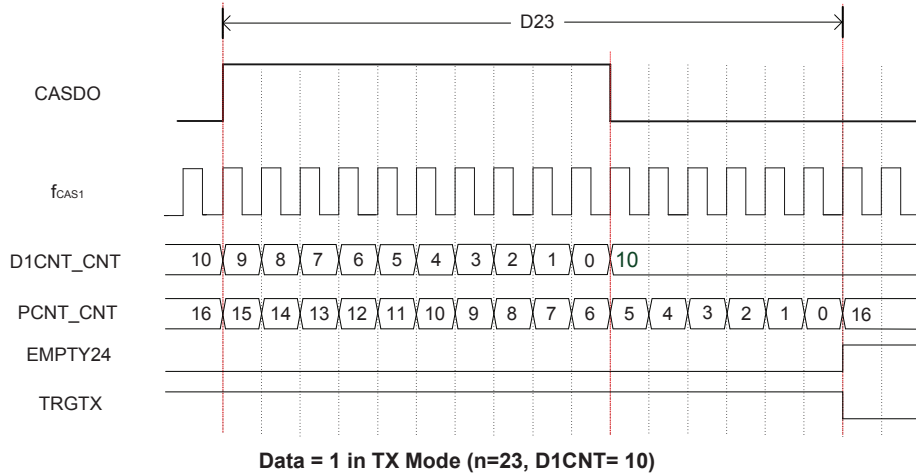 D23
CASDO
fCAS1
D1CNT_CNT 10 9 8 7 6 5 4 3 2 1 0 10
PCNT_CNT 16 15 14 13 12 11 10 9 8 7 6 5 4 3 2 1 0 16
EMPTY24
TRGTX
Data = 1 in TX Mode (n=23, D1CNT= 10)